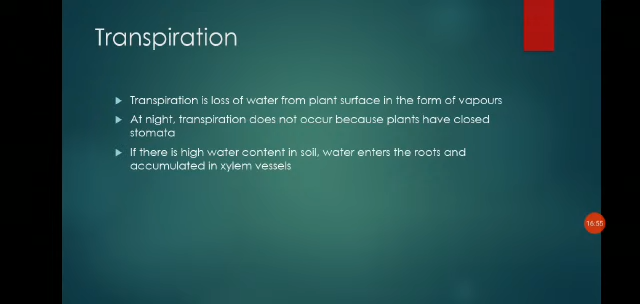 Transpiration
Transpiration is loss of water from plant surface in the form of vapours
At night, transpiration does not occur because plants have closed
stomata
If there is high water content in soil, water enters the roots and
accumulated in xylem vessels
16:55